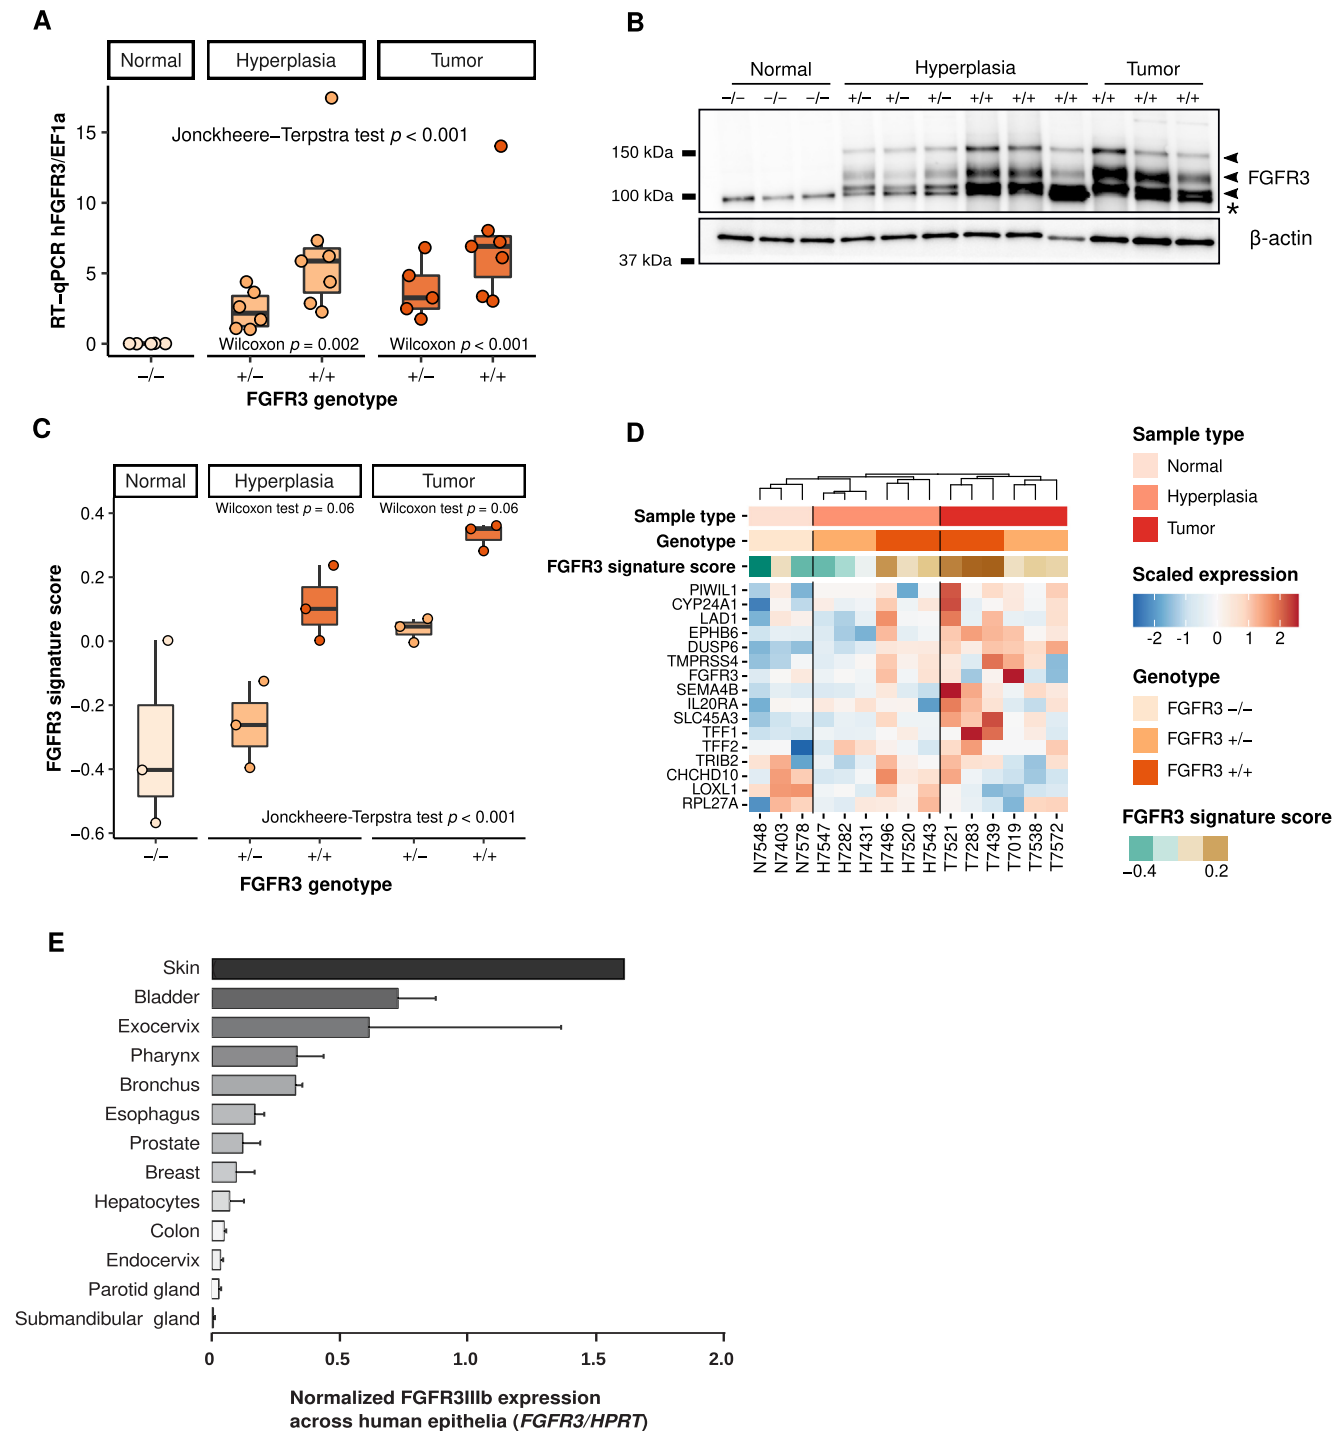 A
Normal
Hyperplasia
Tumor
Jonckheere–Terpstra test p < 0.001
RT–qPCR hFGFR3/EF1a
15
10
5
0
Wilcoxon p = 0.002
Wilcoxon p < 0.001
−/−
+/−
+/+
+/−
+/+
FGFR3 genotype
B
Normal
Hyperplasia
Tumor
−/− −/− −/− +/− +/− +/− +/+ +/+ +/+ +/+ +/+ +/+
150 kDa
100 kDa
37 kDa
FGFR3
*
β-actin
C
Normal
Hyperplasia
Tumor
Wilcoxon test p = 0.06
Wilcoxon test p = 0.06
FGFR3 signature score
0.4
0.2
0.0
−0.2
−0.4
−0.6
Jonckheere-Terpstra test p < 0.001
−/−
+/−
+/+
+/−
+/+
FGFR3 genotype
D
Sample type
Genotype
FGFR3 signature score
PIWIL1
CYP24A1
LAD1
EPHB6
DUSP6
TMPRSS4
FGFR3
SEMA4B
IL20RA
SLC45A3
TFF1
TFF2
TRIB2
CHCHD10
LOXL1
RPL27A
N7548
N7403
N7578
H7547
H7282
H7431
H7496
H7520
H7543
T7521
T7283
T7439
T7019
T7538
T7572
Sample type
Normal
Hyperplasia
Tumor
Scaled expression
-2 -1 0 1 2
Genotype
FGFR3 −/−
FGFR3 +/−
FGFR3 +/+
FGFR3 signature score
−0.4 0.2
E
Skin
Bladder
Exocervix
Pharynx
Bronchus
Esophagus
Prostate
Breast
Hepatocytes
Colon
Endocervix
Parotid gland
Submandibular gland
0 0.5 1.0 1.5 2.0
Normalized FGFR3IIIb expression
across human epithelia (FGFR3/HPRT)